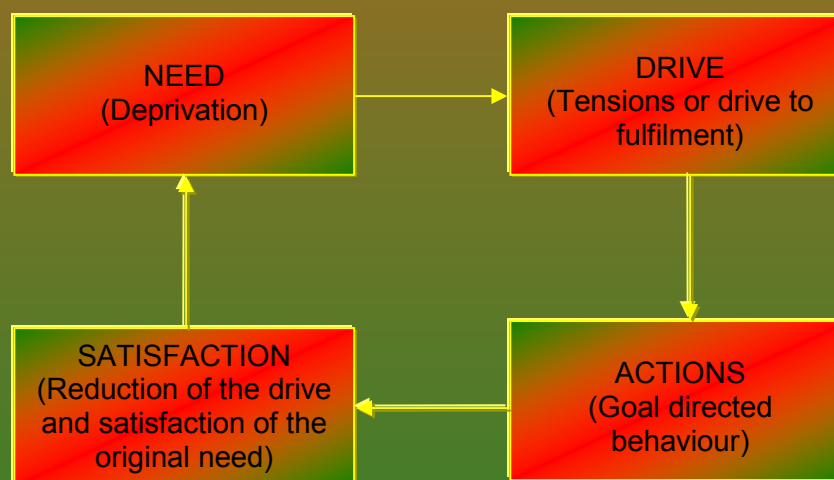 NEED
(Deprivation)
DRIVE
(Tensions or drive to
fulfilment)
SATISFACTION
(Reduction of the drive
and satisfaction of the
original need)
ACTIONS
(Goal directed
behaviour)